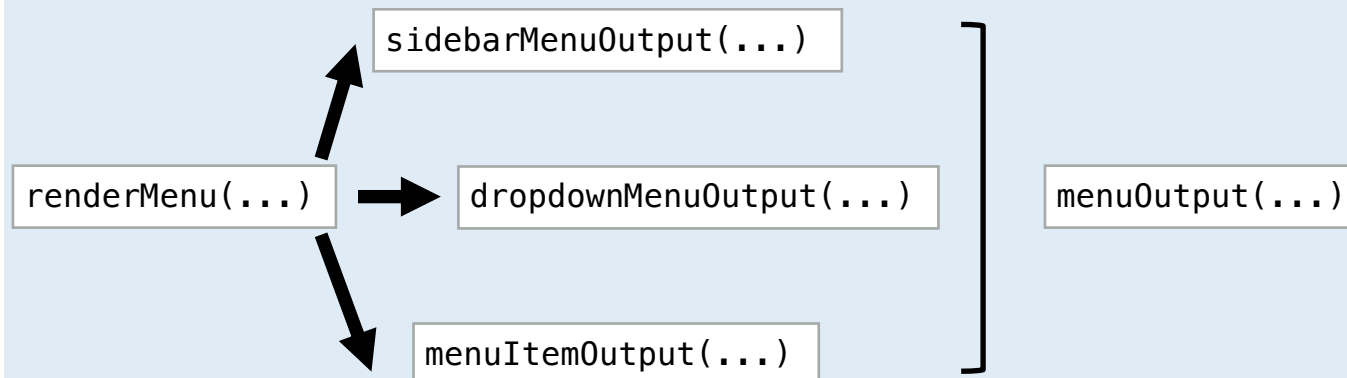 sidebarMenuOutput(...)
renderMenu(...)
dropdownMenuOutput(...)
menuOutput(...)
menuItemOutput(...)